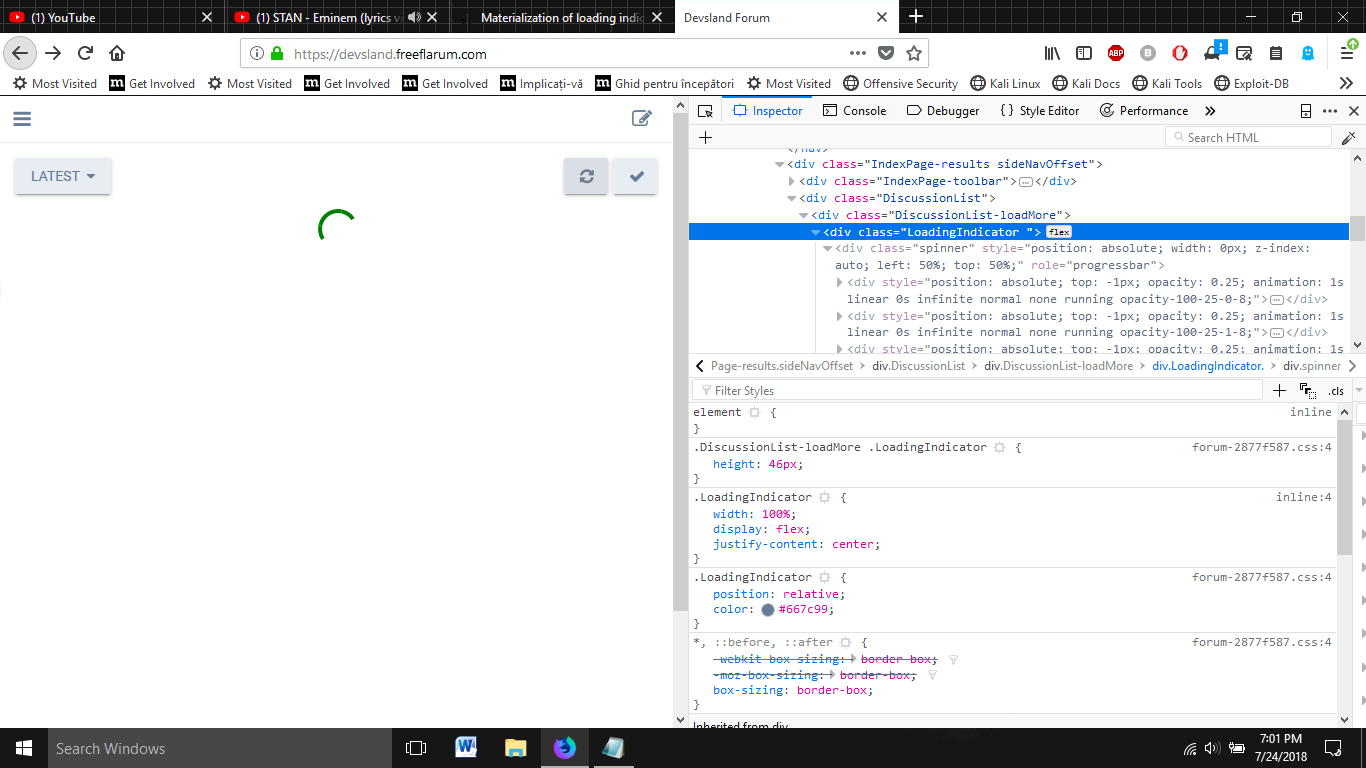 (1) YouTube
(1) STAN - Eminem (lyrics vi
Materialization of loading indic
Devsland Forum
https://devsland.freeflarum.com
ABP
B
1
Most Visited
m Get Involved
Most Visited
m Get Involved
m Get Involved
m Implicați-vă
m Ghid pentru începători
Most Visited
Offensive Security
Kali Linux
Kali Docs
Kali Tools
Exploit-DB
LATEST
Inspector
Console
Debugger
{ } Style Editor
Performance
Search HTML
</nav>
<div class="IndexPage-results sideNavOffset">
<div class="IndexPage-toolbar"></div>
<div class="DiscussionList">
<div class="DiscussionList-loadMore">
<div class="LoadingIndicator "> flex
<div class="spinner" style="position: absolute; width: 0px; z-index:
auto; left: 50%; top: 50%;" role="progressbar">
<div style="position: absolute; top: -1px; opacity: 0.25; animation: 1s
linear 0s infinite normal none running opacity-100-25-0-8;"></div>
<div style="position: absolute; top: -1px; opacity: 0.25; animation: 1s
linear 0s infinite normal none running opacity-100-25-1-8;"></div>
<div style="position: absolute; top: -1px; opacity: 0.25; animation: 1s
Page-results.sideNavOffset
div.DiscussionList
div.DiscussionList-loadMore
div.LoadingIndicator.
div.spinner
Filter Styles
.cls
element {
inline
}
.DiscussionList-loadMore .LoadingIndicator {
forum-2877f587.css:4
height: 46px;
}
.LoadingIndicator {
inline:4
width: 100%;
display: flex;
justify-content: center;
}
.LoadingIndicator {
forum-2877f587.css:4
position: relative;
color: #667c99;
}
*, ::before, ::after {
forum-2877f587.css:4
-webkit-box-sizing: border-box;
-moz-box-sizing: border-box;
box-sizing: border-box;
}
Inherited from div
Search Windows
7:01 PM
7/24/2018